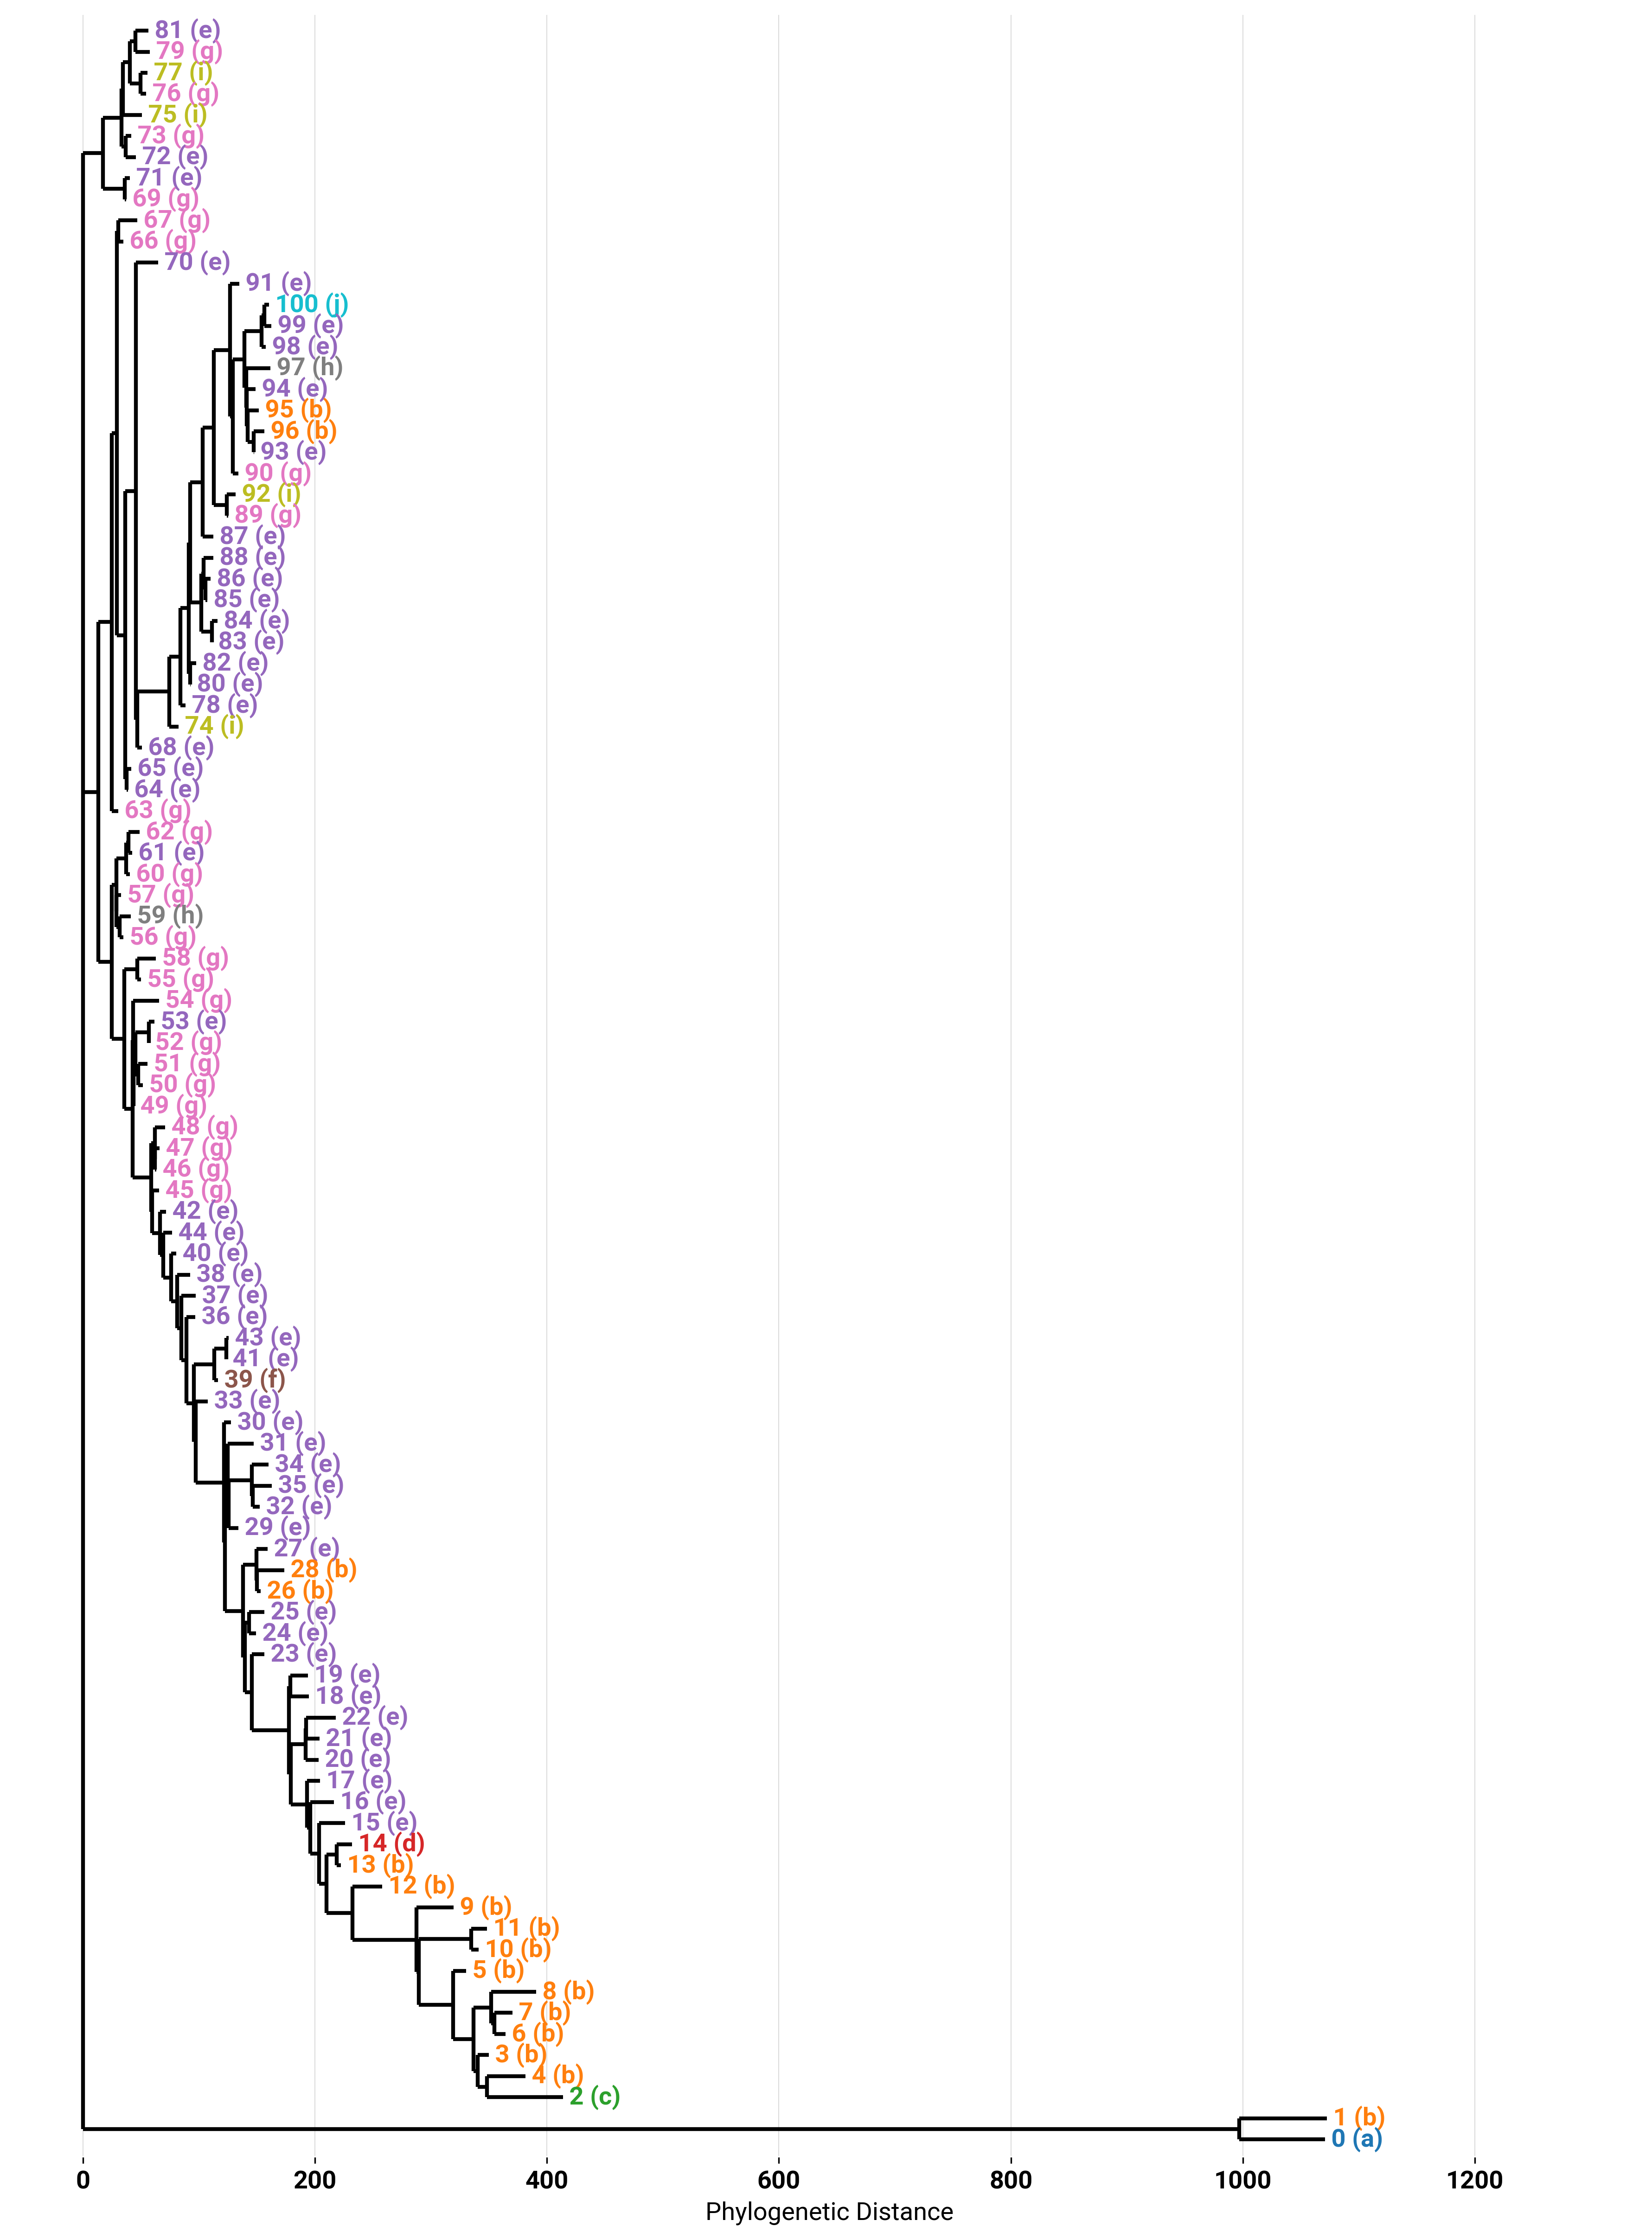 81 (e)
79 (g)
77 (i)
76 (g)
75 (i)
73 (g)
72 (e)
71 (e)
69 (g)
67 (g)
66 (g)
70 (e)
91 (e)
100 (j)
99 (e)
98 (e)
97 (h)
94 (e)
95 (b)
96 (b)
93 (e)
90 (g)
92 (i)
89 (g)
87 (e)
88 (e)
86 (e)
85 (e)
84 (e)
83 (e)
82 (e)
80 (e)
78 (e)
74 (i)
68 (e)
65 (e)
64 (e)
63 (g)
62 (g)
61 (e)
60 (g)
57 (g)
59 (h)
56 (g)
58 (g)
55 (g)
54 (g)
53 (e)
52 (g)
51 (g)
50 (g)
49 (g)
48 (g)
47 (g)
46 (g)
45 (g)
42 (e)
44 (e)
40 (e)
38 (e)
37 (e)
36 (e)
43 (e)
41 (e)
39 (f)
33 (e)
30 (e)
31 (e)
34 (e)
35 (e)
32 (e)
29 (e)
27 (e)
28 (b)
26 (b)
25 (e)
24 (e)
23 (e)
19 (e)
18 (e)
22 (e)
21 (e)
20 (e)
17 (e)
16 (e)
15 (e)
14 (d)
13 (b)
12 (b)
9 (b)
11 (b)
10 (b)
5 (b)
8 (b)
7 (b)
6 (b)
3 (b)
4 (b)
2 (c)
1 (b)
0 (a)
0 200 400 600 800 1000 1200
Phylogenetic Distance